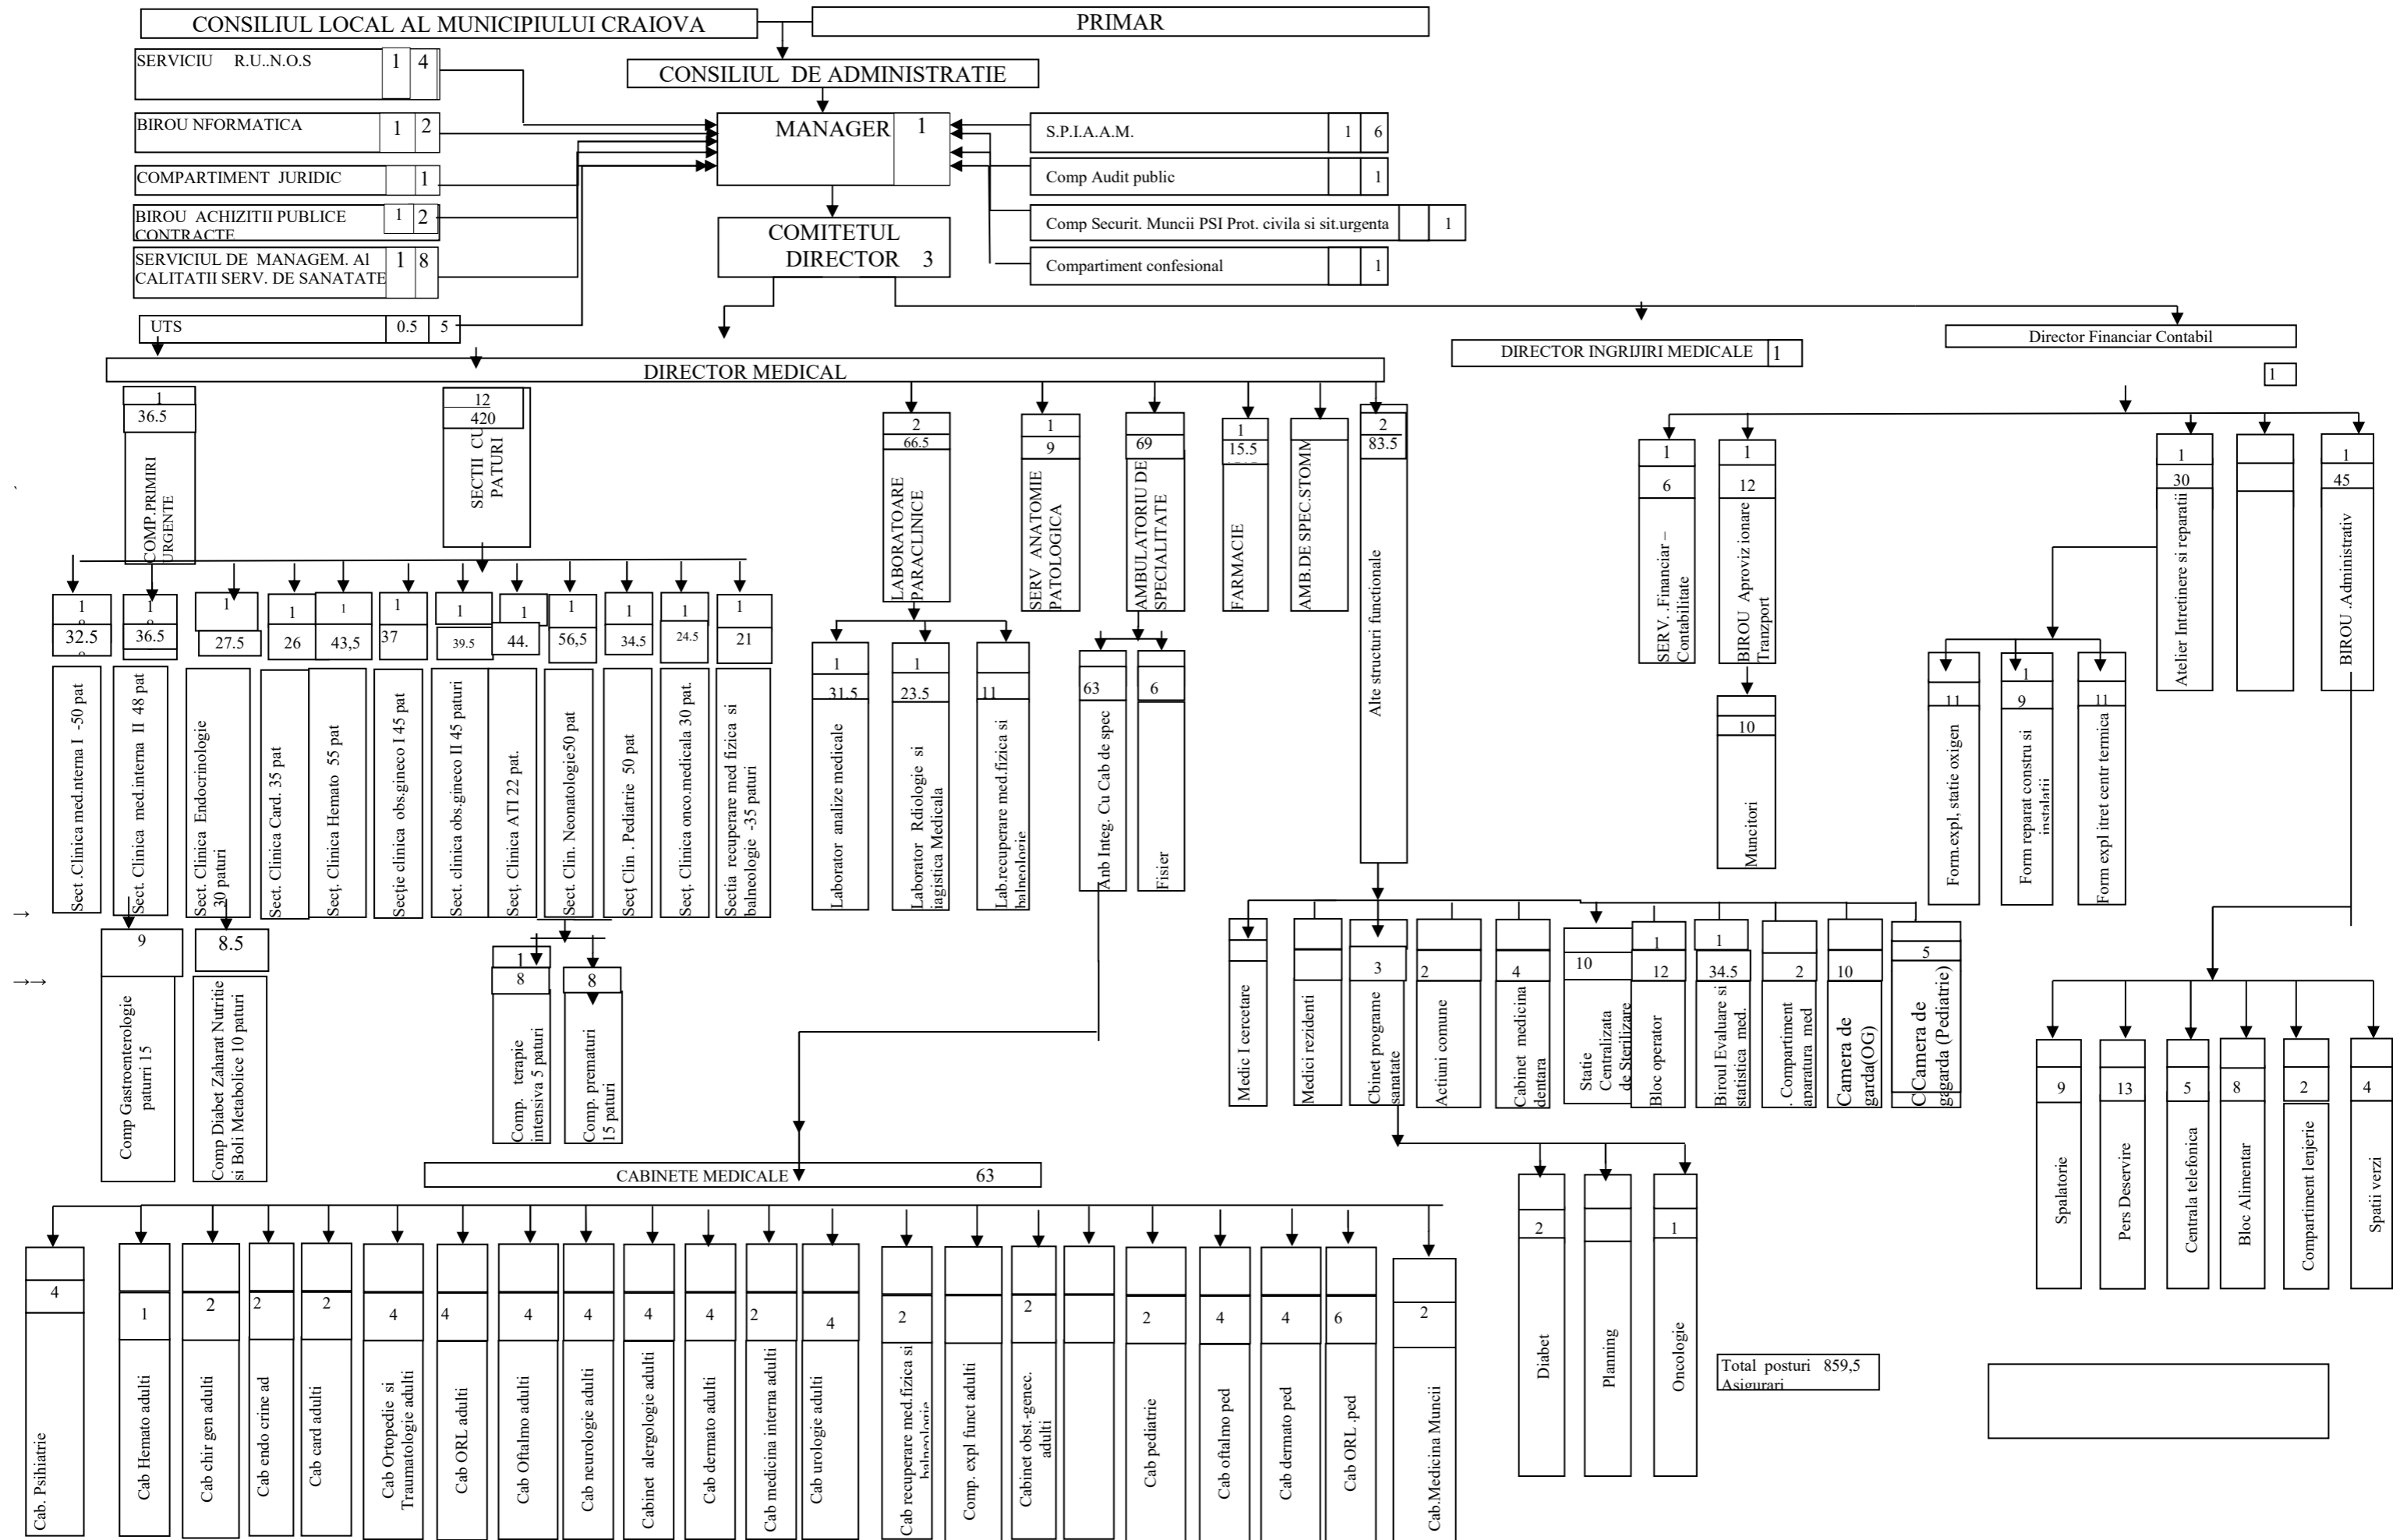 CONSILIUL LOCAL AL MUNICIPIULUI CRAIOVA
PRIMAR
SERVICIU R.U..N.O.S 1 4
CONSILIUL DE ADMINISTRATIE
BIROU NFORMATICA 1 2
MANAGER 1
S.P.I.A.A.M. 1 6
COMPARTIMENT JURIDIC 1
Comp Audit public 1
BIROU ACHIZITII PUBLICE 1 2
CONTRACTE
COMITETUL
DIRECTOR 3
Comp Securit. Muncii PSI Prot. civila si sit.urgenta 1
SERVICIUL DE MANAGEM. Al 1 8
CALITATII SERV. DE SANATATE
Compartiment confesional 1
UTS 0.5 5
Director Financiar Contabil
1
DIRECTOR INGRIJIRI MEDICALE 1
DIRECTOR MEDICAL
1
36.5
COMP.PRIMIRI
URGENTE
12
420
SECTII CU
PATURI
2
66.5
LABORATOARE
PARACLINICE
1
9
SERV ANATOMIE
PATOLOGICA
69
AMBULATORIU DE
SPECIALITATE
1
15.5
FARMACIE
AMB.DE SPEC.STOMM
2
83.5
Alte structuri functionale
1
6
SERV. .Financiar –
Contabilitate
1
12
BIROU Aproviz ionare
Tranzport
1
30
Atelier Intretinere si reparatii
1
45
BIROU .Administrativ
1
32.5
Sect .Clinica med.nterna I -50 pat
1
36.5
Sect. Clinica med.interna II 48 pat
1
27.5
Sect. Clinica Endocrinologie
30 paturi
1
26
Sect. Clinica Card. 35 pat
1
43,5
Secţ. Clinica Hemato 55 pat
1
37
Secţie clinica obs.gineco I 45 pat
1
39.5
Sect. clinica obs.gineco II 45 paturi
1
44.
Secţ. Clinica ATI 22 pat.
1
56,5
Sect. Clin. Neonatologie50 pat
1
34.5
Secţ Clin . Pediatrie 50 pat
1
24.5
Secţ. Clinica onco.medicala 30 pat.
1
21
Sectia recuperare med fizica si
balneologie -35 paturi
1
31.5
Laborator analize medicale
1
23.5
Laborator Rdiologie si
iagistica Medicala
11
Lab.recuperare med.fizica si
balneologie
63
Anb Integ. Cu Cab de spec
6
Fisier
10
Muncitori
11
Form.expl, statie oxigen
1
9
Form reparat constru si
instalatii
11
Form expl itret centr termica
→
→→
9
Comp Gastroenterologe
paturri 15
8.5
Comp Diabet Zaharat Nutritie
si Boli Metabolice 10 paturi
1
8
Comp. terapie
intensiva 5 paturi
8
Comp. prematuri
15 paturi
Medic I cercetare
Medici rezidenti
3
Cbinet programe
sanatate
2
Actiuni comune
4
Cabinet medicina
dentara
10
Statie
Centralizata
de Sterilizare
1
12
Bloc operator
1
34.5
Biroul Evaluare si
statistica med.
2
. Compartiment
aparatura med
10
Camera de
garda(OG)
5
CCamera de
gagarda (Pediatrie)
9
Spalatorie
13
Pers Deservire
5
Centrala telefonica
8
Bloc Alimentar
2
Compartiment lenjerie
4
Spatii verzi
CABINETE MEDICALE 63
2
Diabet
Planning
1
Oncologie
4
Cab. Psihiatrie
1
Cab Hemato adulti
2
Cab chir gen adulti
2
Cab endo crine ad
2
Cab card adulti
4
Cab Ortopedie si
Traumatologie adulti
4
Cab ORL adulti
4
Cab Oftalmo adulti
4
Cab neurologie adulti
4
Cabinet alergologie adulti
4
Cab dermato adulti
2
Cab medicina interna adulti
4
Cab urologie adulti
2
Cab recuperare med.fizica si
balneologie
Comp. expl funct adulti
2
Cabinet obst.-genec.
adulti
2
Cab pediatrie
4
Cab oftalmo ped
4
Cab dermato ped
6
Cab ORL .ped
2
Cab.Medicina Muncii
Total posturi 859,5
Asigurari